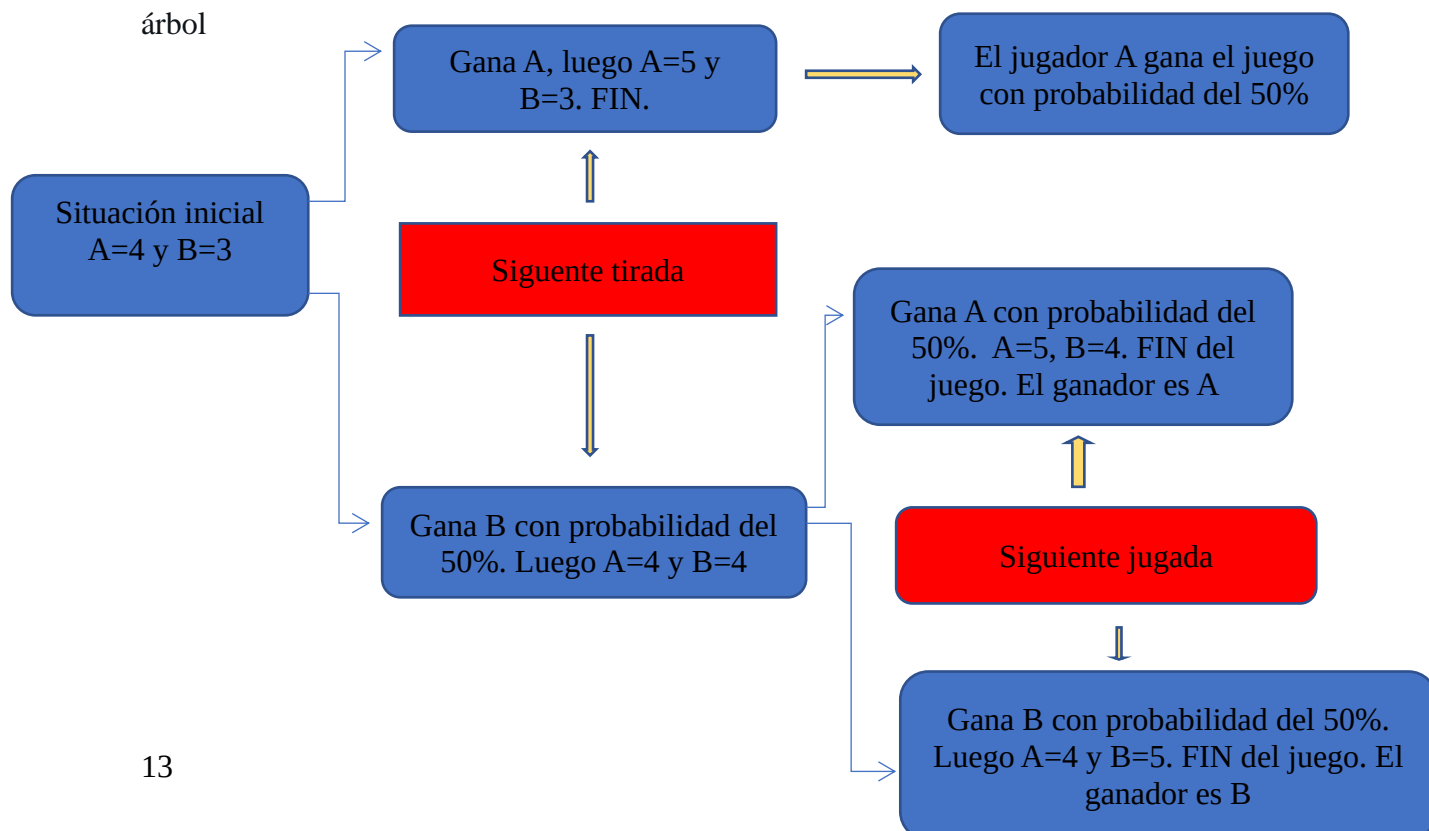 árbol
Gana A, luego A=5 y
B=3. FIN.
El jugador A gana el juego
con probabilidad del 50%
Situación inicial
A=4 y B=3
Siguente tirada
Gana A con probabilidad del
50%.  A=5, B=4. FIN del
juego. El ganador es A
Gana B con probabilidad del
50%. Luego A=4 y B=4
Siguiente jugada
Gana B con probabilidad del 50%.
Luego A=4 y B=5. FIN del juego. El
ganador es B
13